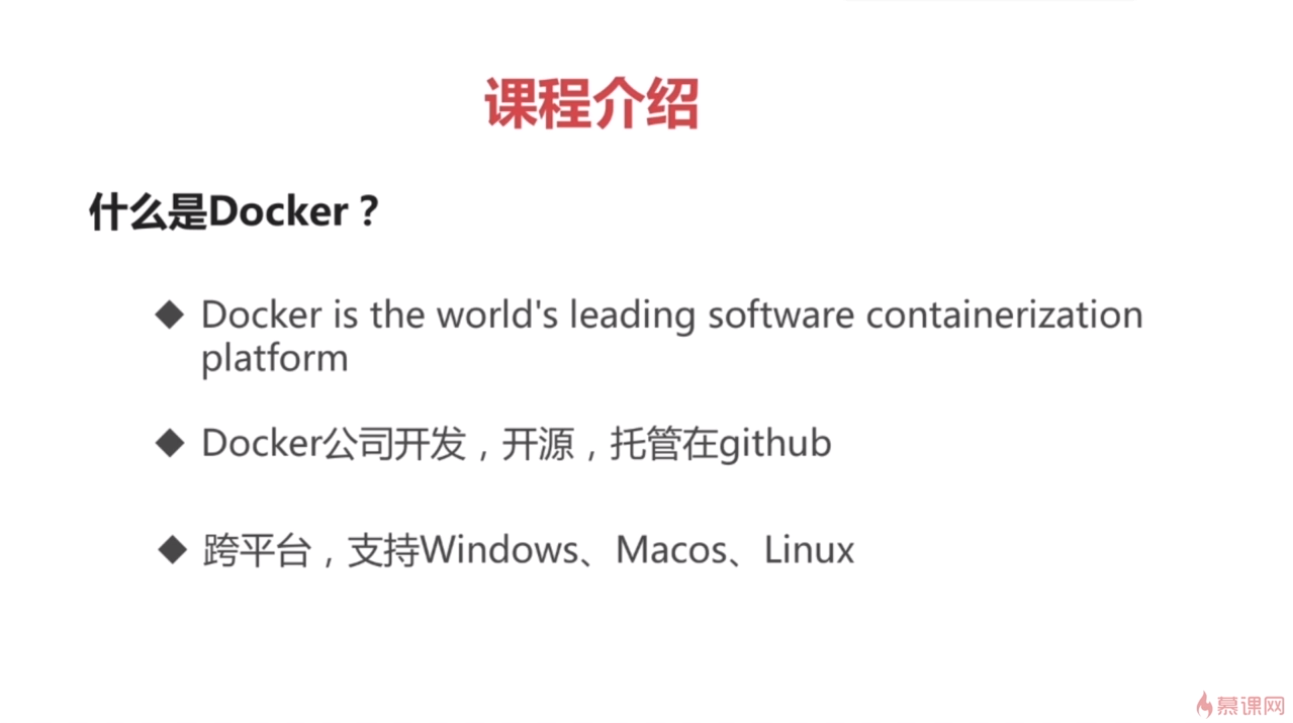 课程介绍
什么是Docker？
◆ Docker is the world's leading software containerization
platform
◆ Docker公司开发，开源，托管在github
◆ 跨平台，支持Windows、Macos、Linux
慕课网